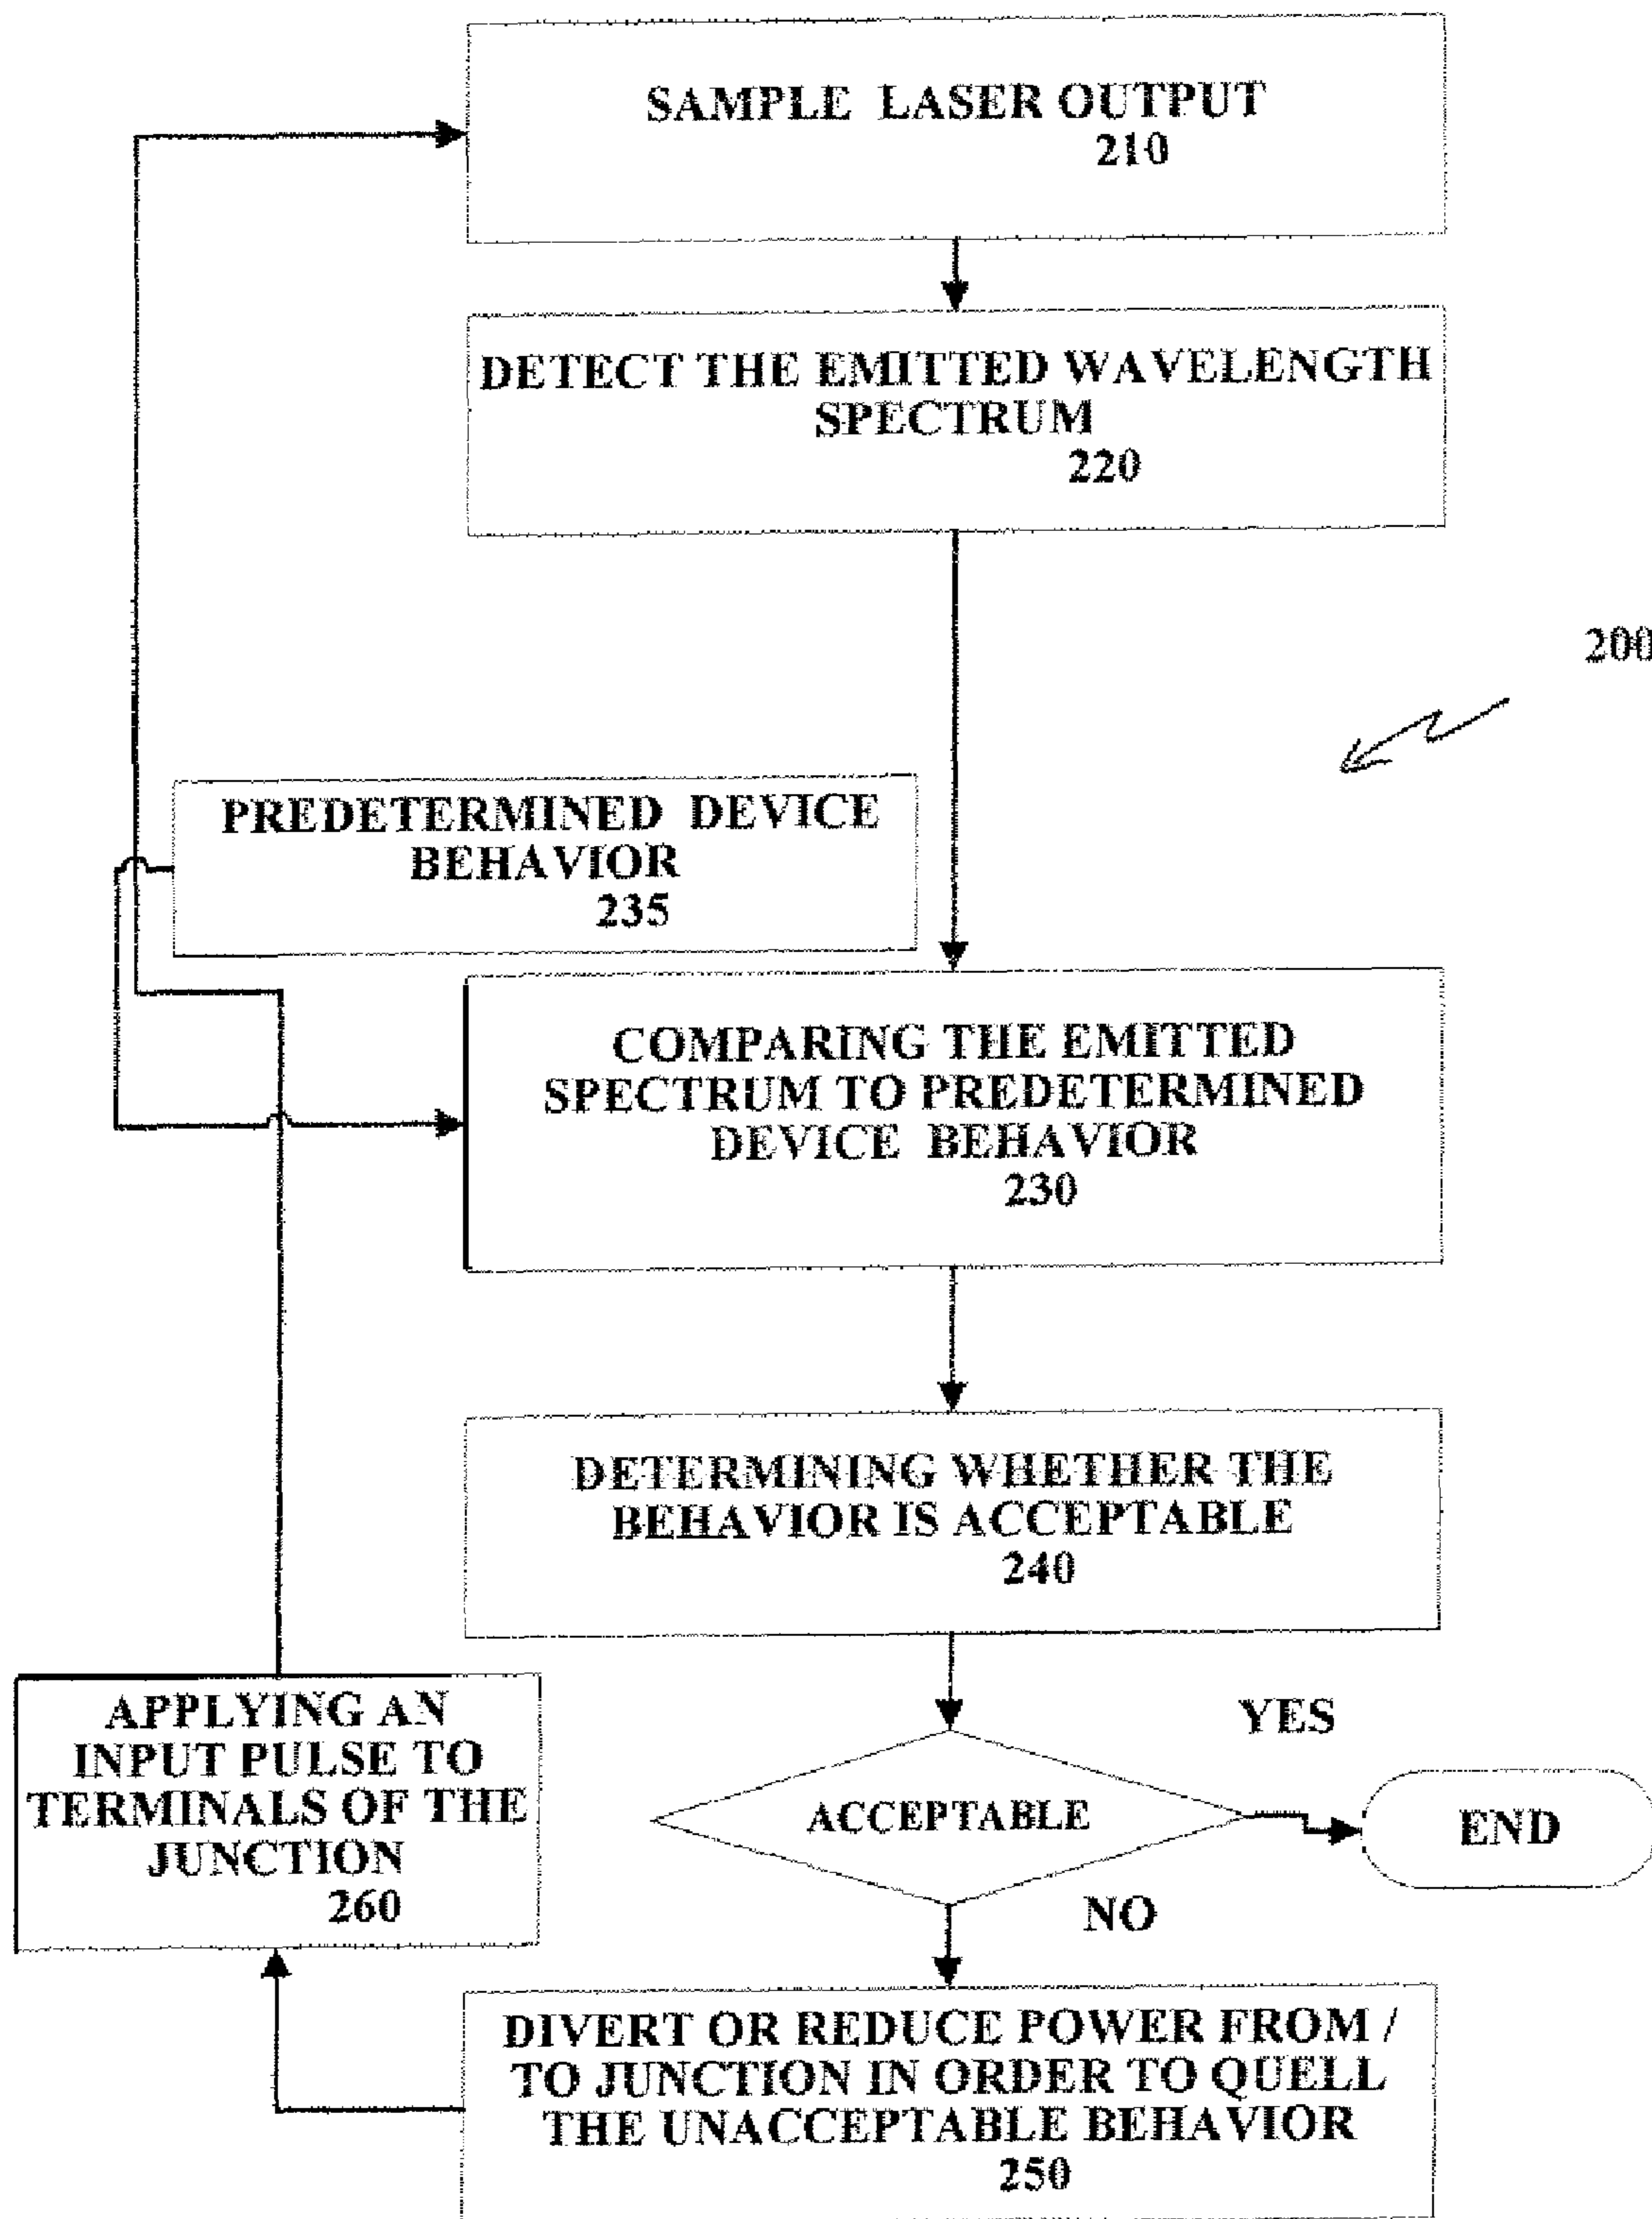 SAMPLE LASER OUTPUT
210
DETECT THE EMITTED WAVELENGTH
SPECTRUM
220
200
PREDETERMINED DEVICE
BEHAVIOR
235
COMPARING THE EMITTED
SPECTRUM TO PREDETERMINED
DEVICE BEHAVIOR
230
DETERMINING WHETHER THE
BEHAVIOR IS ACCEPTABLE
240
APPLYING AN
INPUT PULSE TO
TERMINALS OF THE
JUNCTION
260
YES
ACCEPTABLE
END
NO
DIVERT OR REDUCE POWER FROM /
TO JUNCTION IN ORDER TO QUELL
THE UNACCEPTABLE BEHAVIOR
250